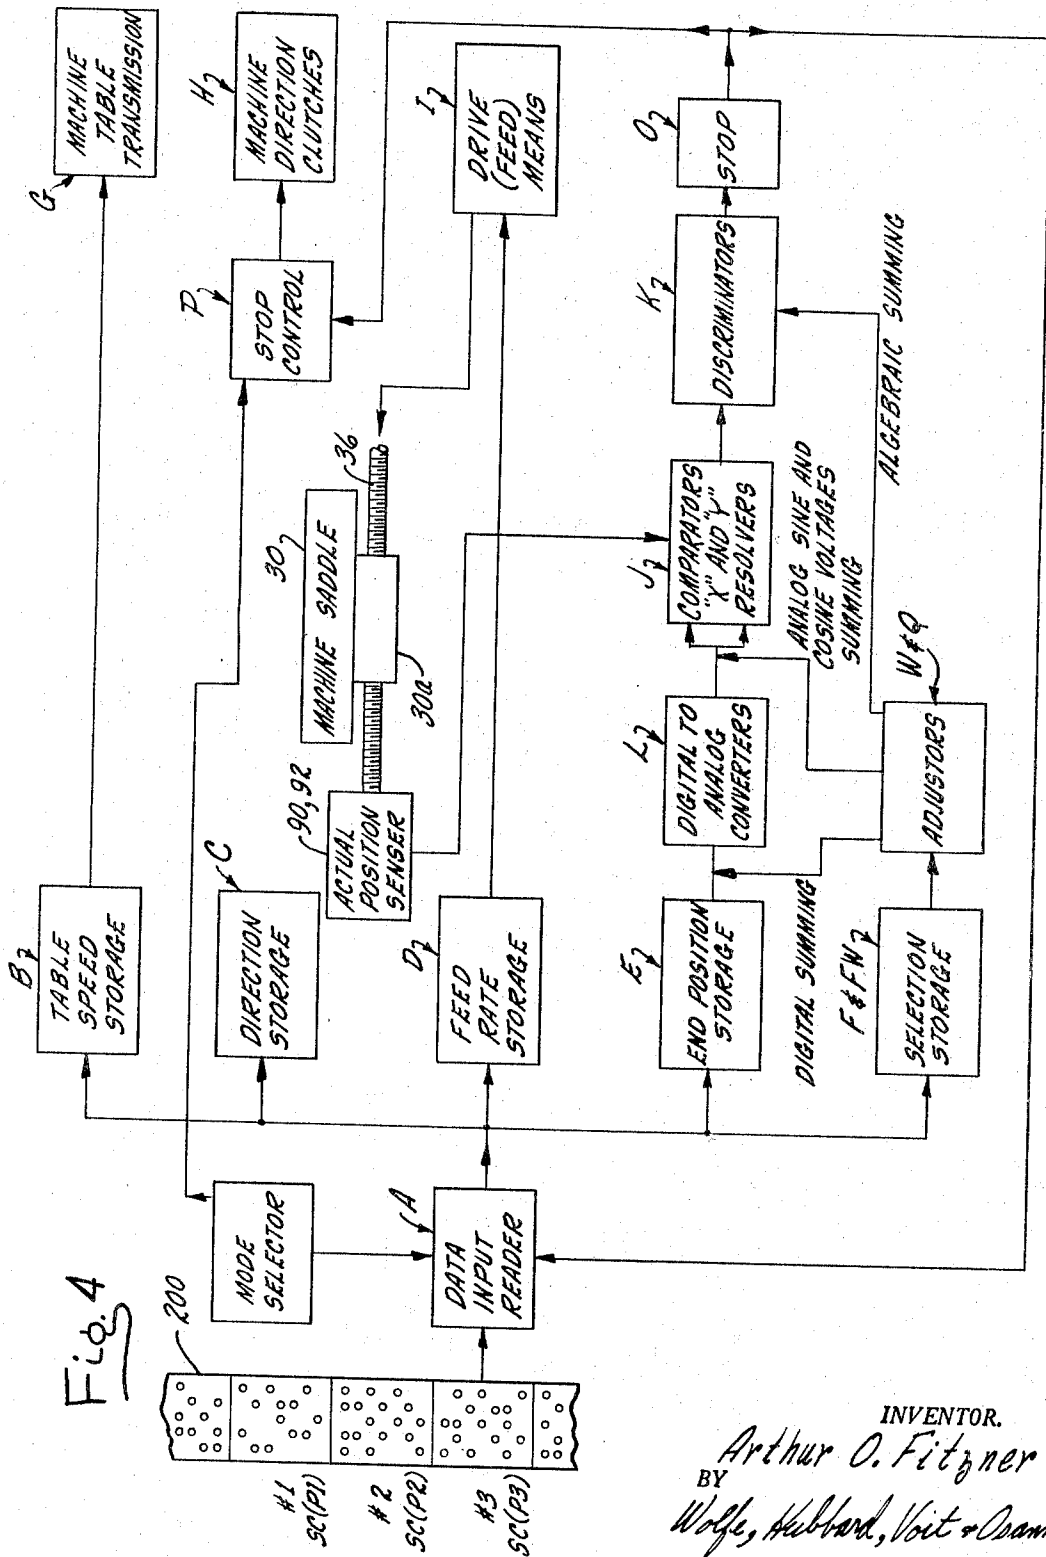 Fig. 4
200
#1
SC(P1)
#2
SC(P2)
#3
SC(P3)
MODE
SELECTOR
A
DATA
INPUT
READER
B
TABLE
SPEED
STORAGE
C
DIRECTION
STORAGE
D
FEED
RATE
STORAGE
E
END POSITION
STORAGE
F & FW
SELECTION
STORAGE
90, 92
ACTUAL
POSITION
SENSER
30
MACHINE SADDLE
30a
36
DIGITAL SUMMING
L
DIGITAL TO
ANALOG
CONVERTERS
W & Q
ADJUSTORS
J
COMPARATORS
"X" AND "Y"
RESOLVERS
ANALOG SINE AND
COSINE VOLTAGES
SUMMING
ALGEBRAIC SUMMING
K
DISCRIMINATORS
O
STOP
P
STOP
CONTROL
G
MACHINE
TABLE
TRANSMISSION
H
MACHINE
DIRECTION
CLUTCHES
I
DRIVE
(FEED)
MEANS
INVENTOR.
Arthur O. Fitzner
BY
Wolfe, Hubbard, Voit &